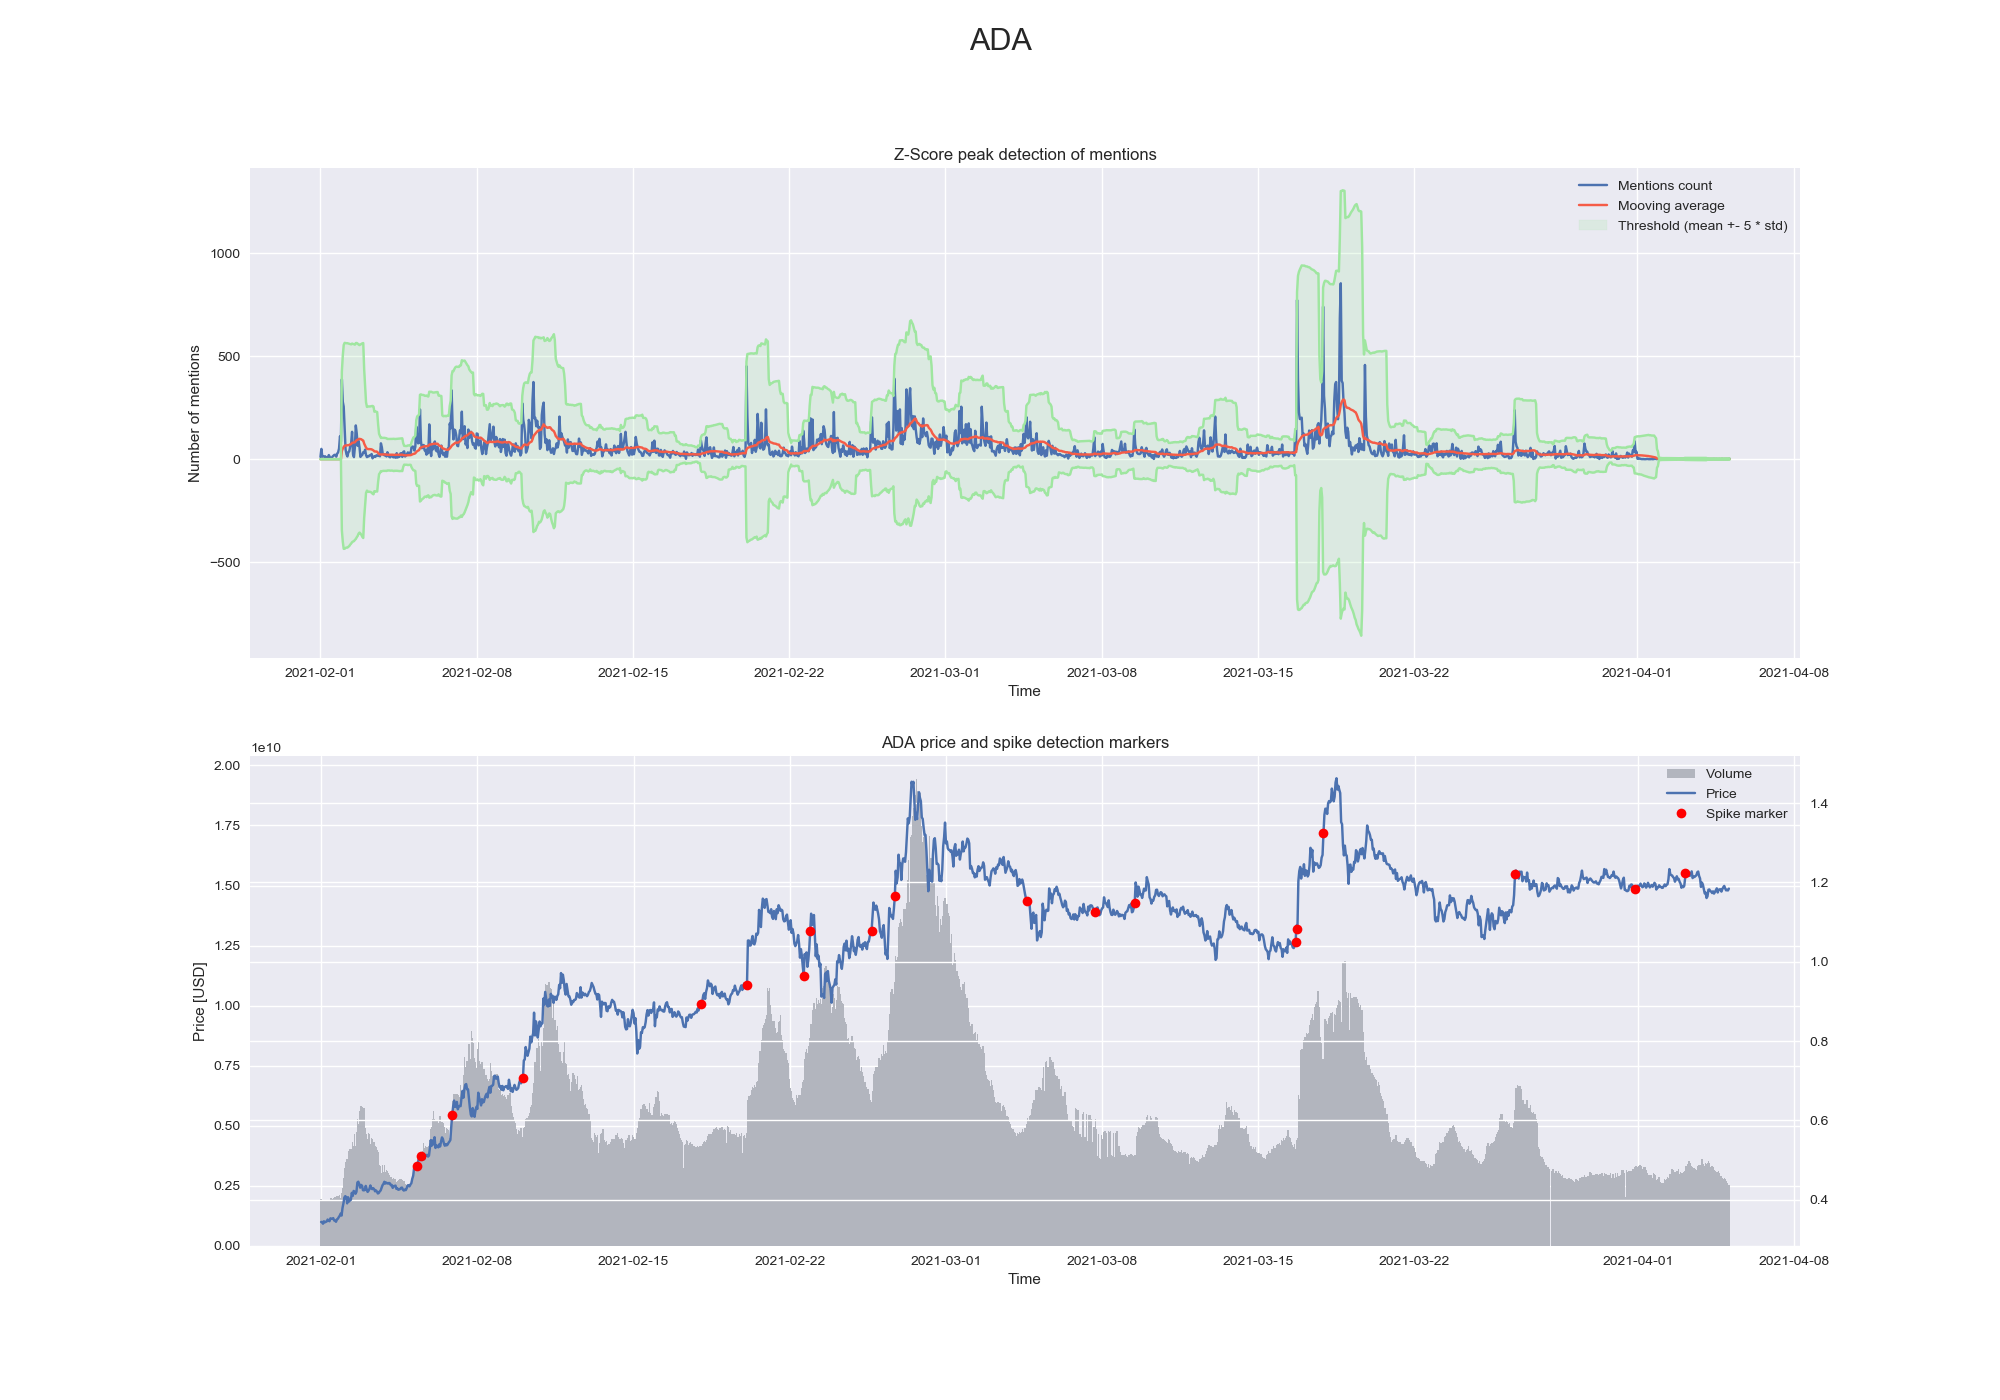 ADA
Z-Score peak detection of mentions
Mentions count
Mooving average
Threshold (mean +- 5 * std)
Number of mentions
1000
500
0
−500
2021-02-01 2021-02-08 2021-02-15 2021-02-22 2021-03-01 2021-03-08 2021-03-15 2021-03-22 2021-04-01 2021-04-08
Time
ADA price and spike detection markers
1e10
Volume
Price
Spike marker
Price [USD]
2.00
1.75
1.50
1.25
1.00
0.75
0.50
0.25
0.00
1.4
1.2
1.0
0.8
0.6
0.4
2021-02-01 2021-02-08 2021-02-15 2021-02-22 2021-03-01 2021-03-08 2021-03-15 2021-03-22 2021-04-01 2021-04-08
Time